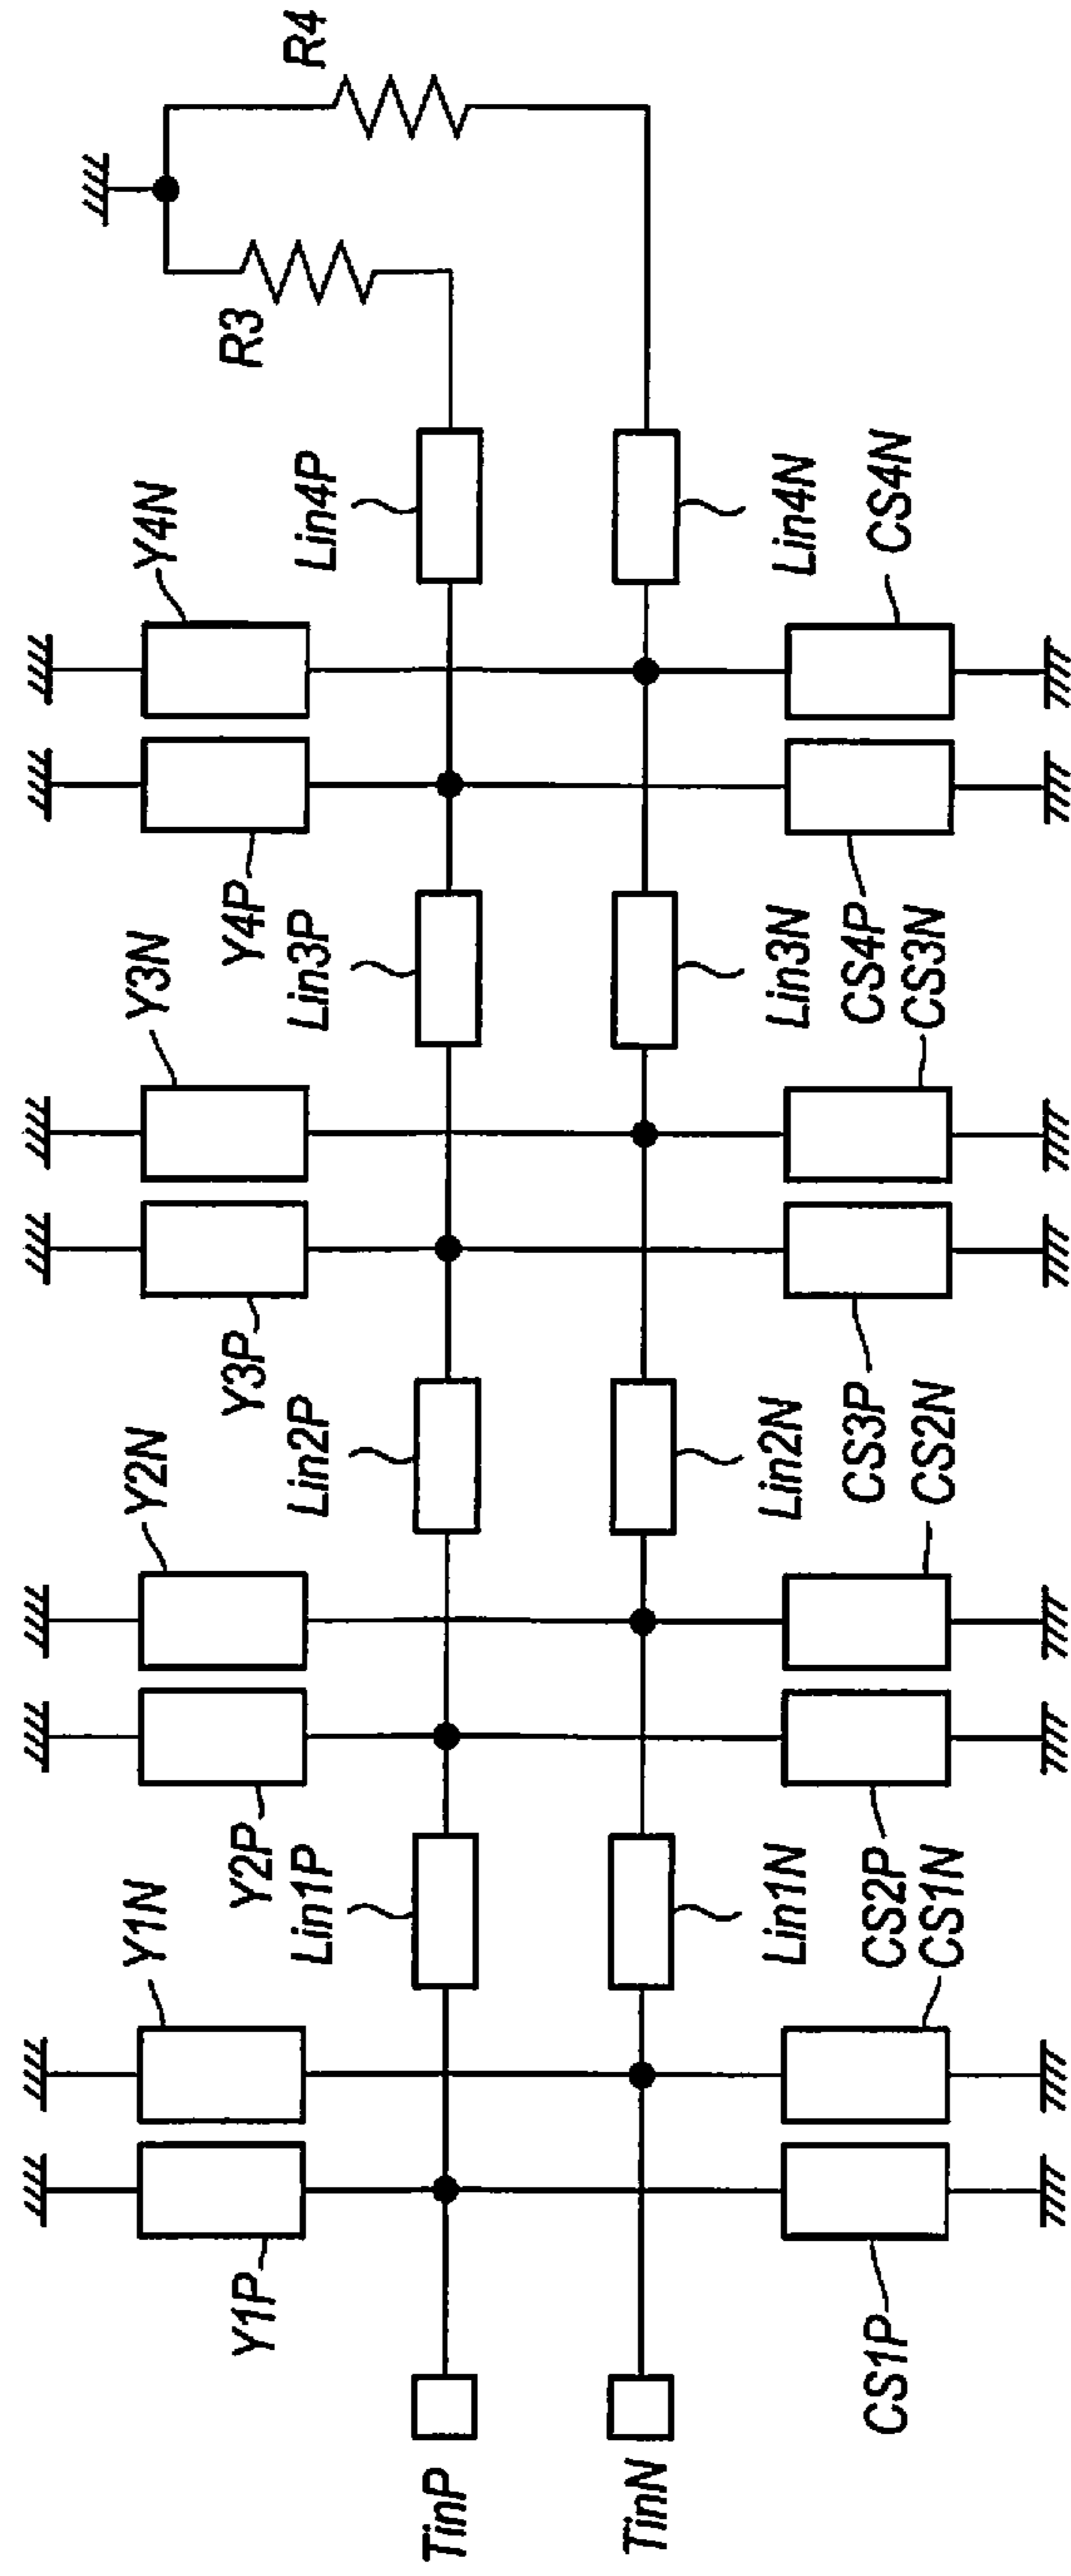 R4
R3
Y4N
Lin4P
Lin4N
CS4N
Y4P
Y3N
Lin3P
Lin3N
CS4P
CS3N
Y3P
Y2N
Lin2P
Lin2N
CS3P
CS2N
Y2P
Y1N
Lin1P
Lin1N
CS2P
CS1N
Y1P
CS1P
TinP
TinN